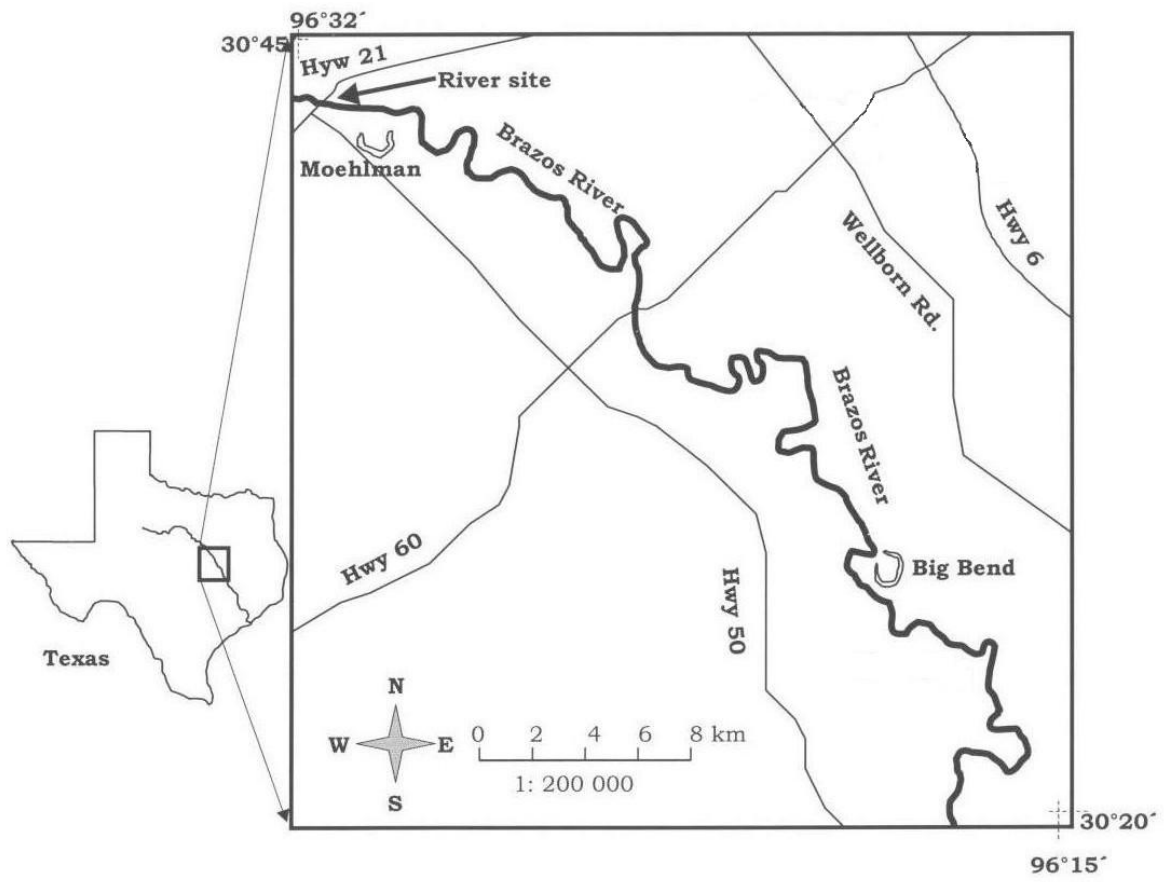 96°32´
30°45´
Hyw 21
River site
Brazos River
Moehlman
Hwy 6
Wellborn Rd.
Brazos River
Hwy 60
Big Bend
Hwy 50
Texas
N
W E
S
0 2 4 6 8 km
1: 200 000
30°20´
96°15´